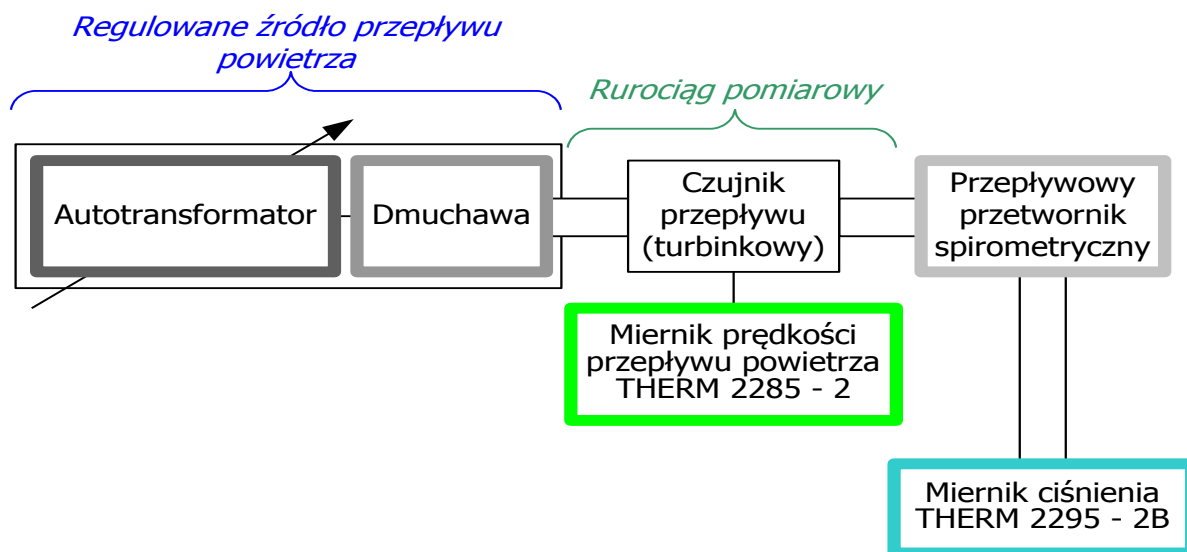 Regulowane źródło przepływu
powietrza
Rurociąg pomiarowy
Autotransformator
Dmuchawa
Czujnik
przepływu
(turbinkowy)
Przepływowy
przetwornik
spirometryczny
Miernik prędkości
przepływu powietrza
THERM 2285 - 2
Miernik ciśnienia
THERM 2295 - 2B